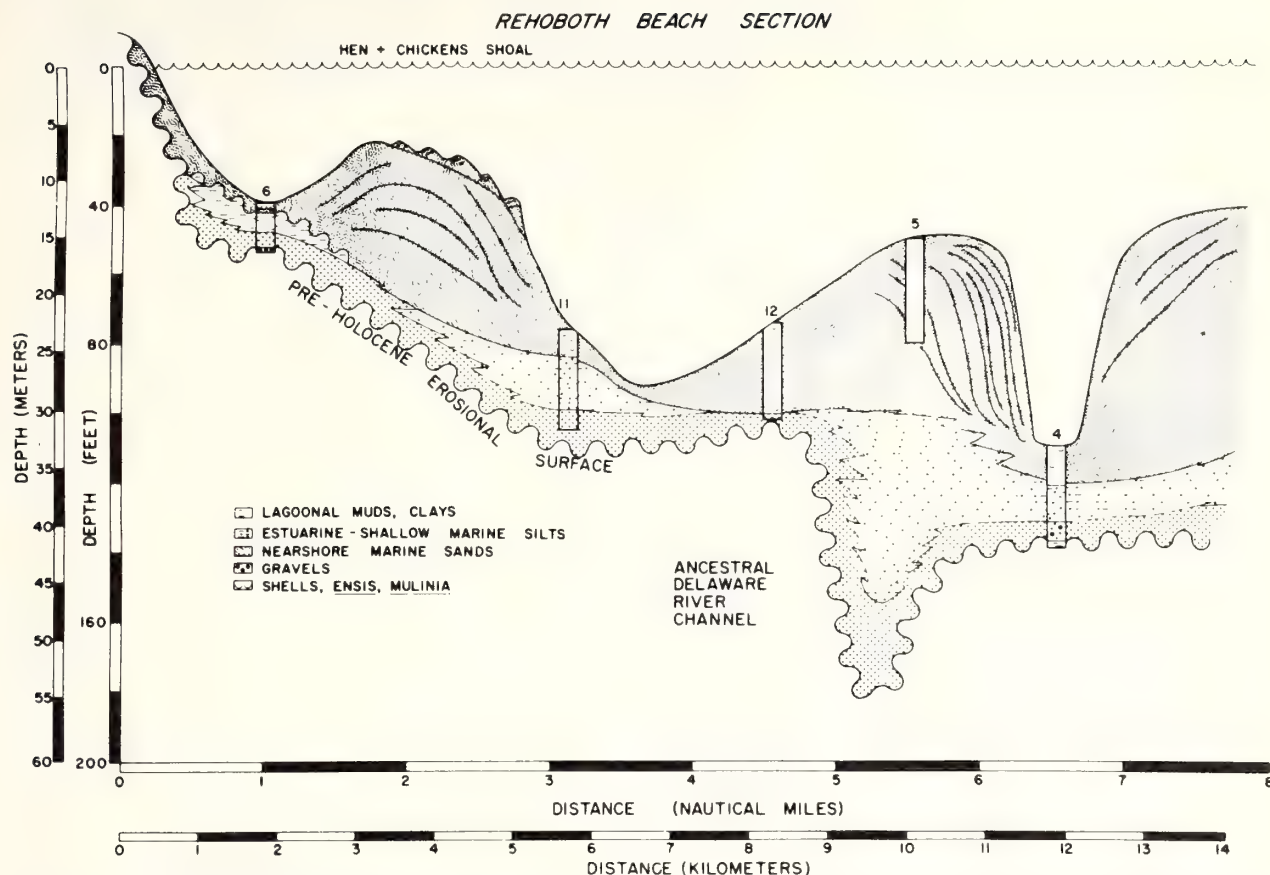 REHOBOTH BEACH SECTION
HEN + CHICKENS SHOAL
0
5
10
15
20
25
30
35
40
45
50
55
60
DEPTH (METERS)
0
40
80
160
200
DEPTH (FEET)
6
11
12
5
4
PRE-HOLOCENE EROSIONAL
SURFACE
LAGOONAL MUDS, CLAYS
ESTUARINE-SHALLOW MARINE SILTS
NEARSHORE MARINE SANDS
GRAVELS
SHELLS, ENSIS, MULINIA
ANCESTRAL
DELAWARE
RIVER
CHANNEL
0 1 2 3 4 5 6 7 8
DISTANCE (NAUTICAL MILES)
0 1 2 3 4 5 6 7 8 9 10 11 12 13 14
DISTANCE (KILOMETERS)